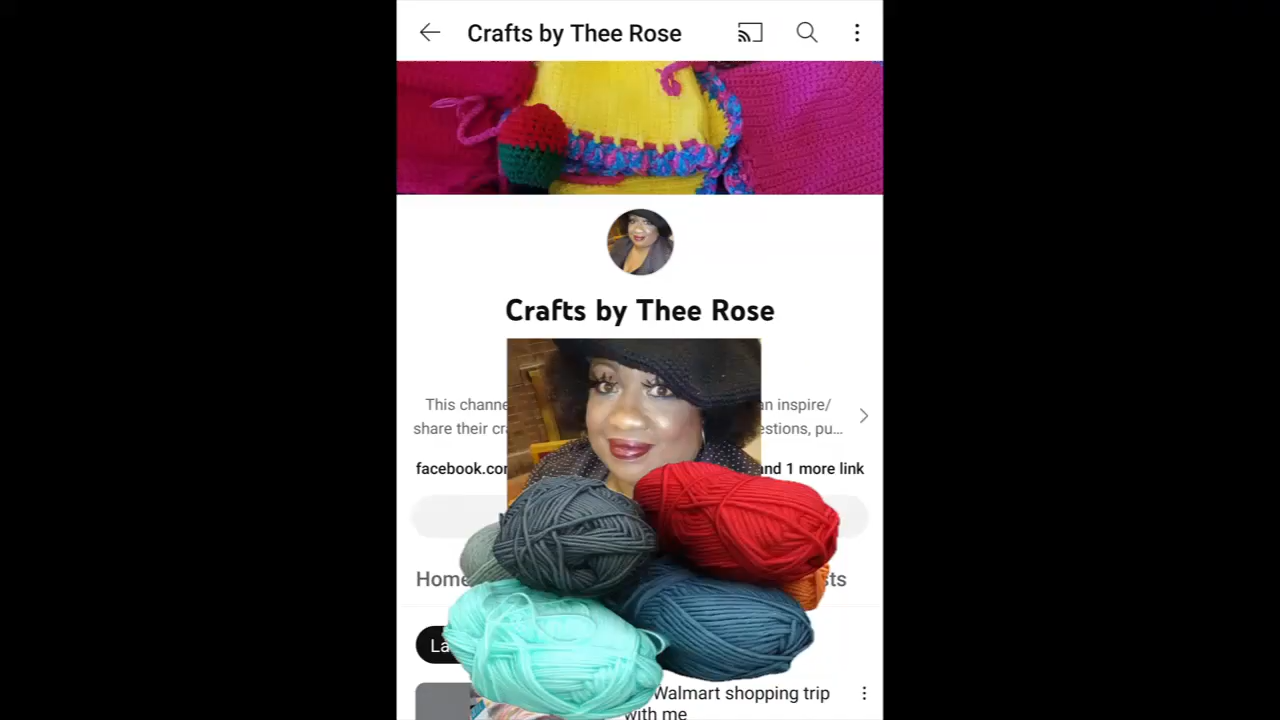 Crafts by Thee Rose
Crafts by Thee Rose
This channe an inspire/
share their cr estions, pu...
facebook.co and 1 more link
Home sts
La
Walmart shopping trip
with me